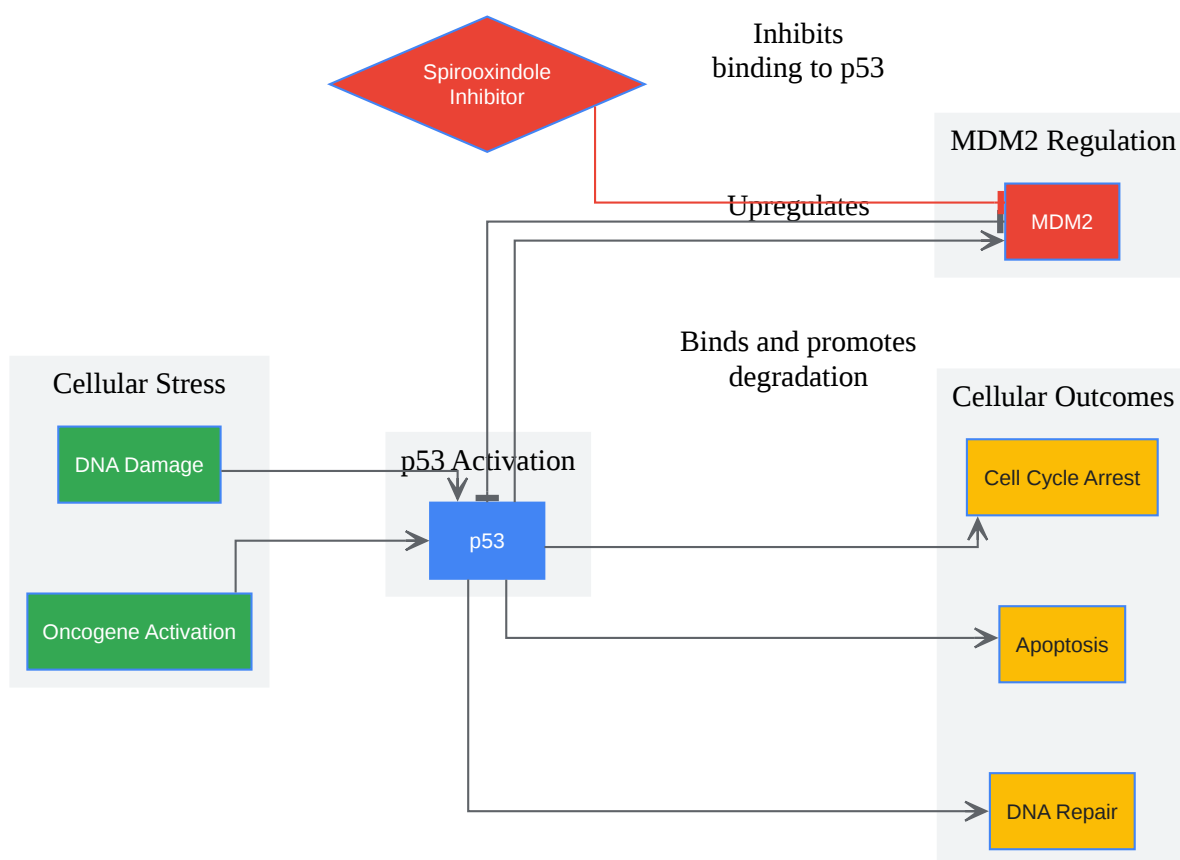 Inhibits
binding to p53
Spirooxindole
Inhibitor
MDM2 Regulation
Upregulates
MDM2
Binds and promotes
degradation
Cellular Stress
Cellular Outcomes
DNA Damage
p53 Activation
Cell Cycle Arrest
p53
Oncogene Activation
Apoptosis
DNA Repair